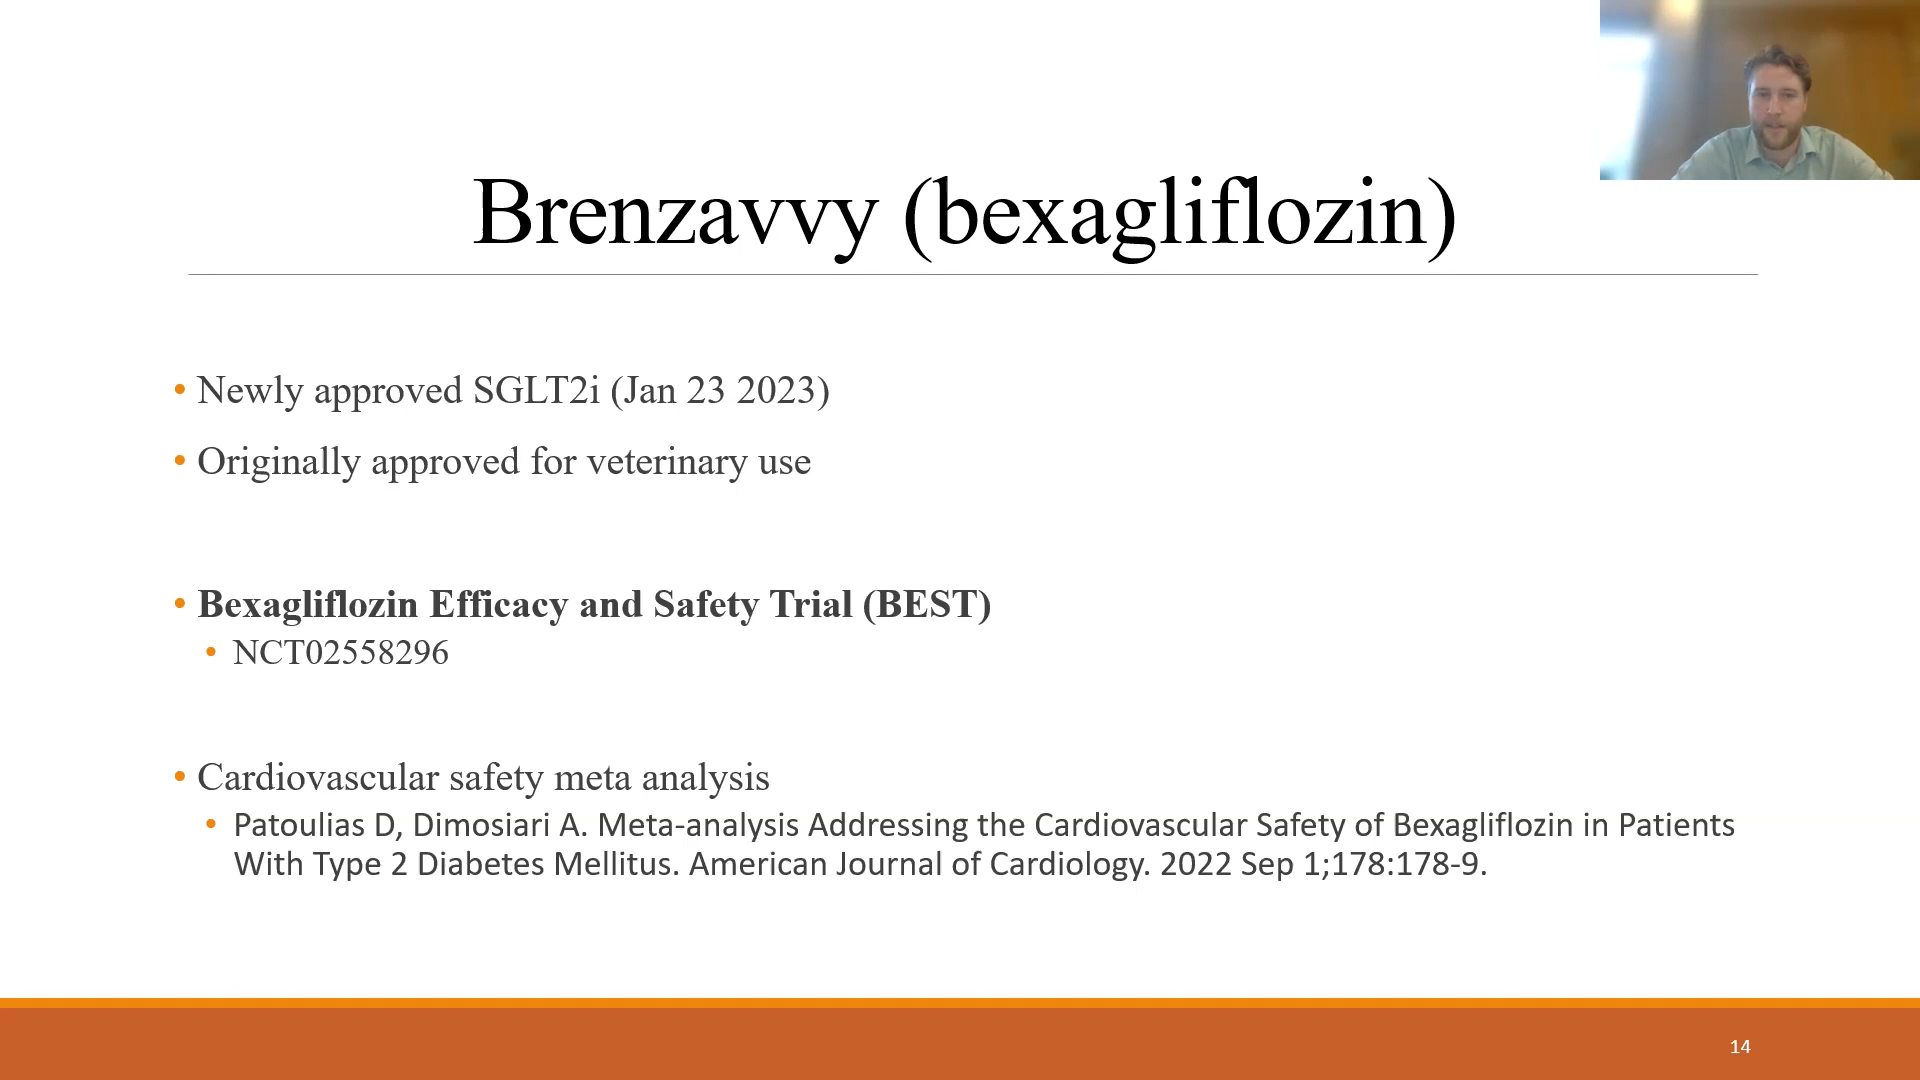 Brenzavvy (bexagliflozin)
• Newly approved SGLT2i (Jan 23 2023)
• Originally approved for veterinary use
• Bexagliflozin Efficacy and Safety Trial (BEST)
• NCT02558296
• Cardiovascular safety meta analysis
• Patoulias D, Dimosiari A. Meta-analysis Addressing the Cardiovascular Safety of Bexagliflozin in Patients
With Type 2 Diabetes Mellitus. American Journal of Cardiology. 2022 Sep 1;178:178-9.
14